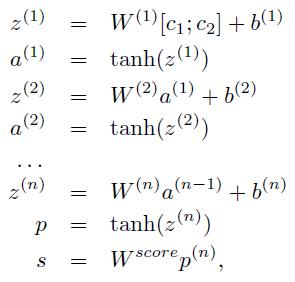 z^{(1)} = W^{(1)}[c_1; c_2] + b^{(1)}
a^{(1)} = tanh(z^{(1)})
z^{(2)} = W^{(2)}a^{(1)} + b^{(2)}
a^{(2)} = tanh(z^{(2)})
...
z^{(n)} = W^{(n)}a^{(n-1)} + b^{(n)}
p = tanh(z^{(n)})
s = W^{score}p^{(n)},